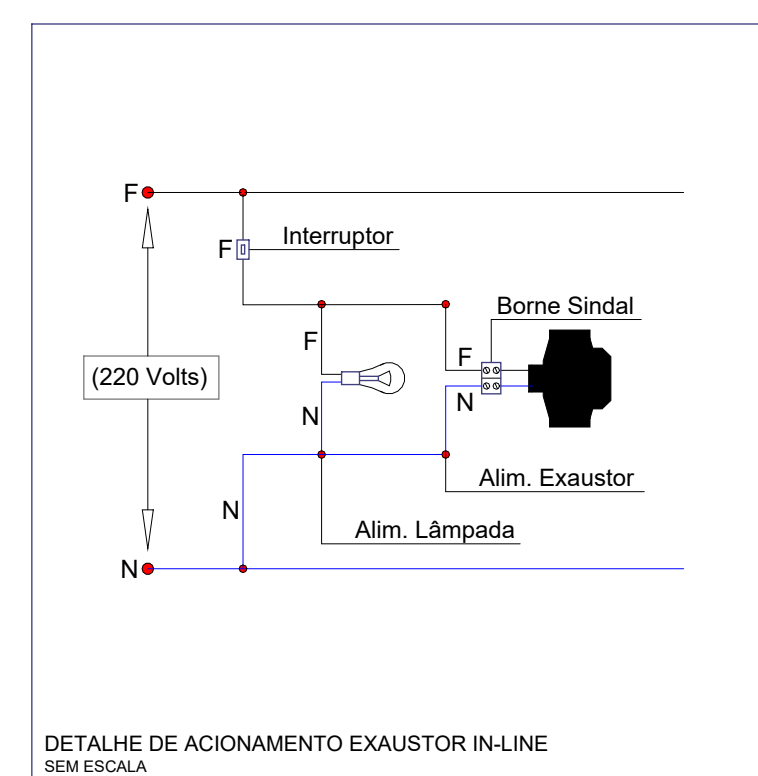 F
Interruptor
F
Borne Sindal
F
F
(220 Volts)
N
N
Alim. Exaustor
N
Alim. Lâmpada
N
DETALHE DE ACIONAMENTO EXAUSTOR IN-LINE
SEM ESCALA